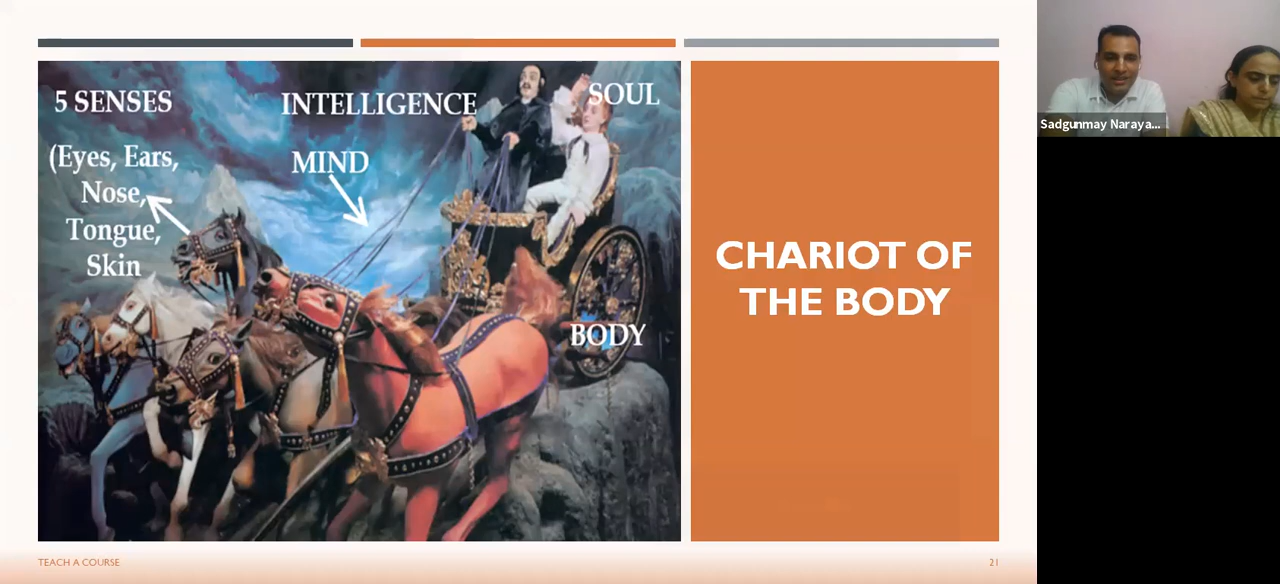 5 SENSES
(Eyes, Ears,
Nose,
Tongue,
Skin
INTELLIGENCE
MIND
SOUL
BODY
CHARIOT OF
THE BODY
TEACH A COURSE
21
Sadgunmay Naraya...